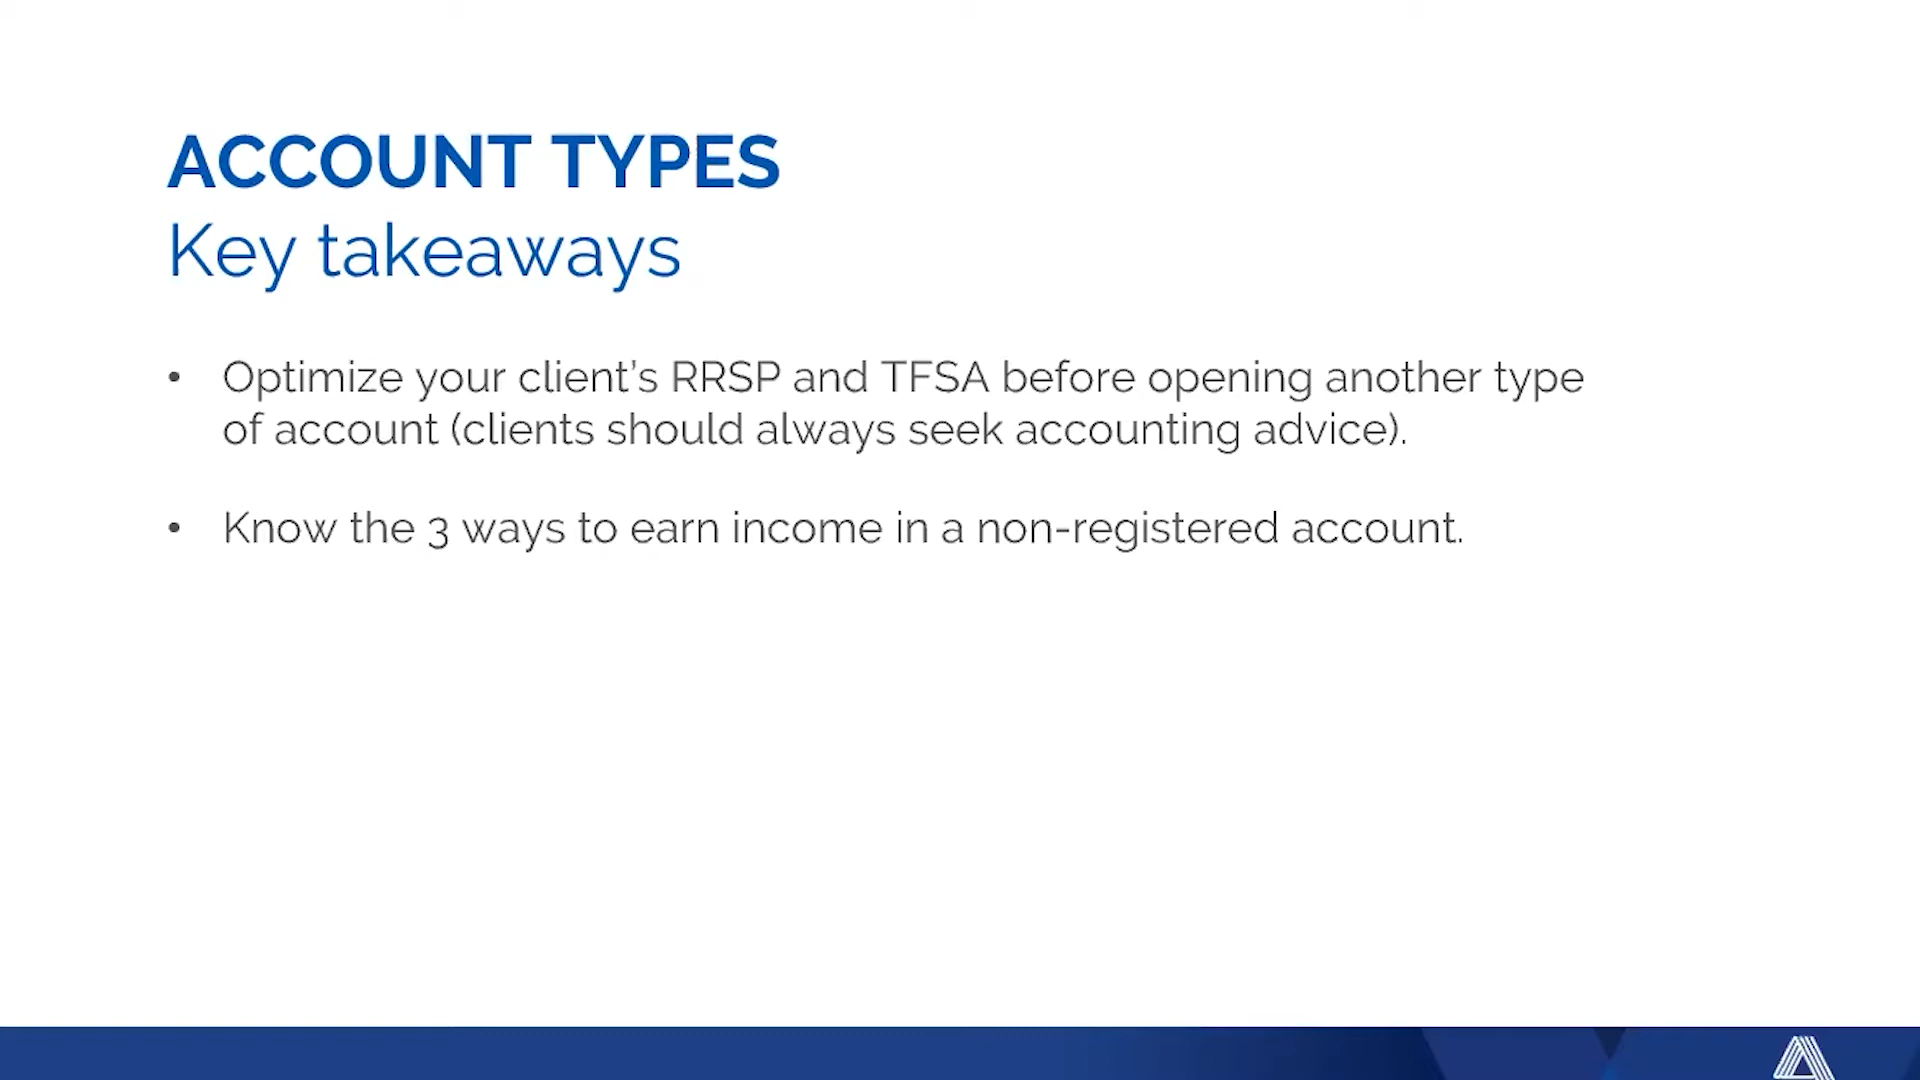 ACCOUNT TYPES
Key takeaways
• Optimize your client's RRSP and TFSA before opening another type
of account (clients should always seek accounting advice).
• Know the 3 ways to earn income in a non-registered account.